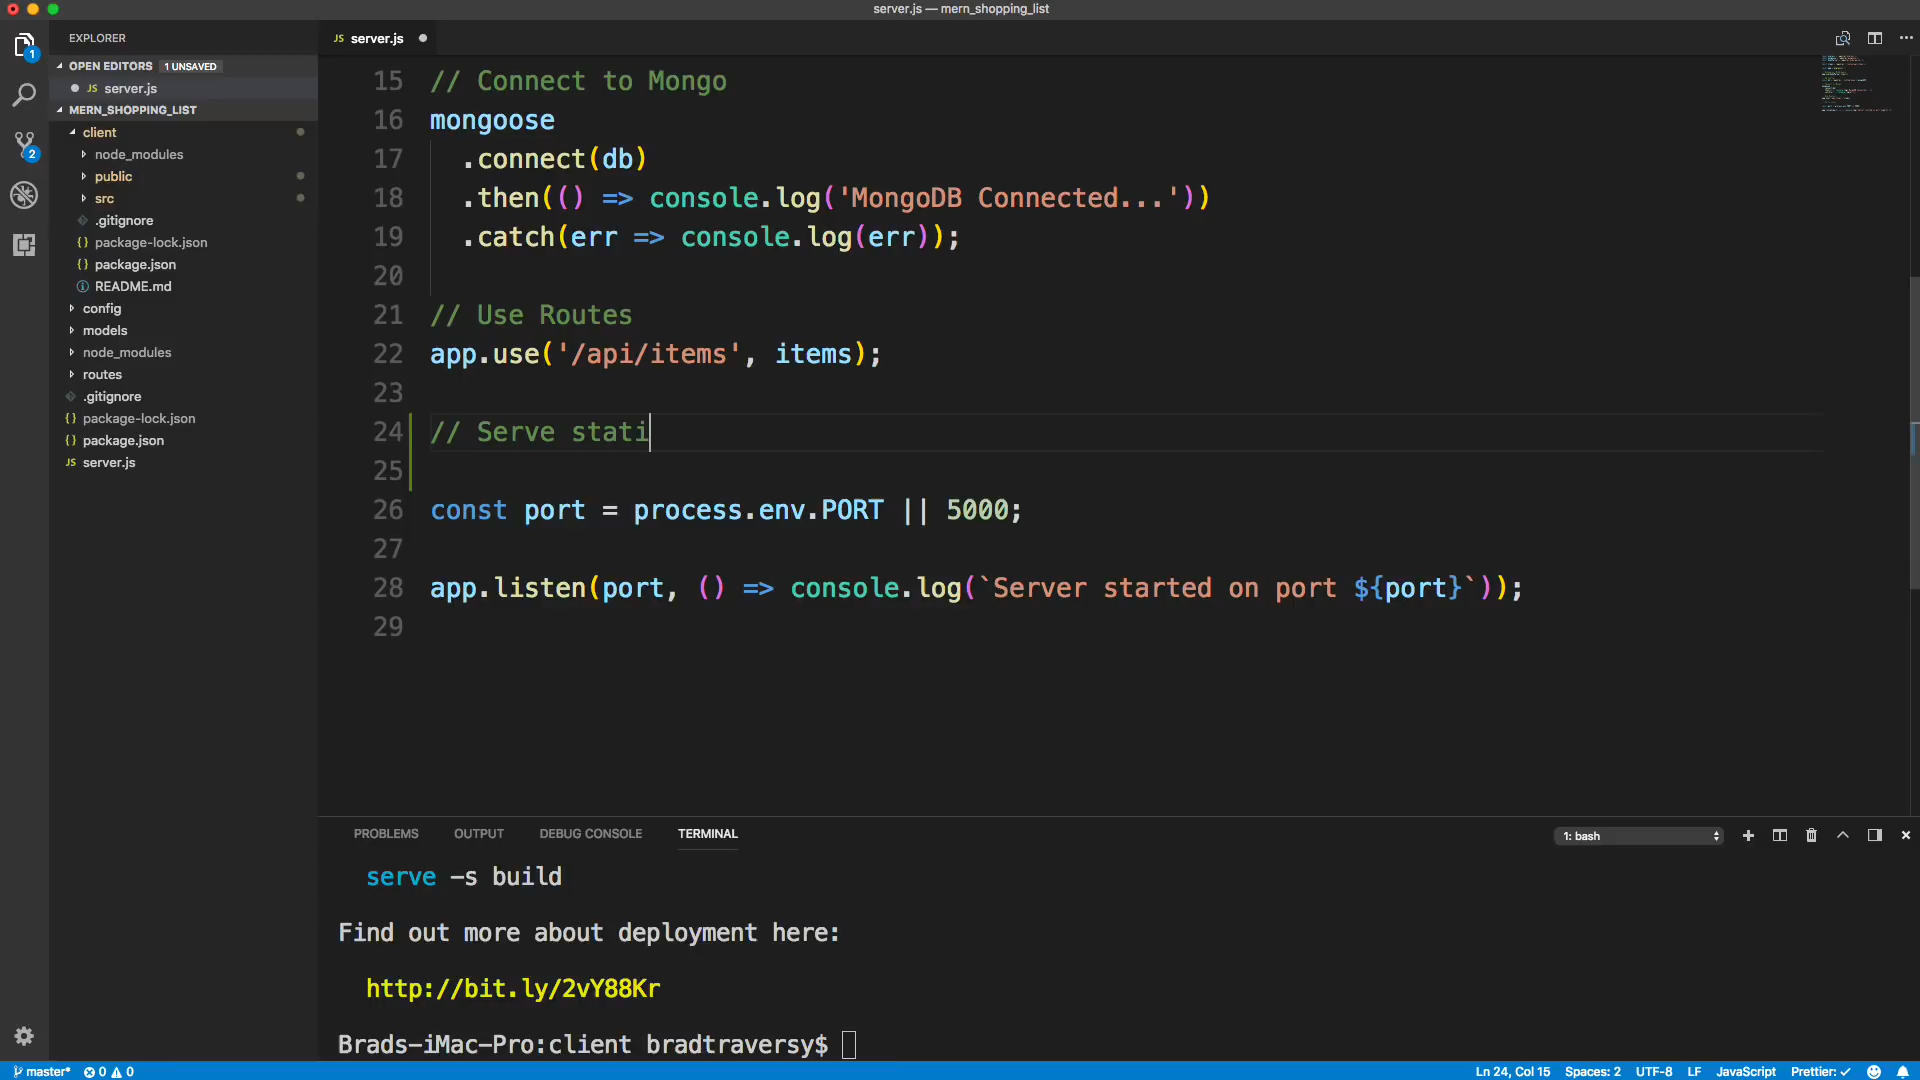 server.js — mern_shopping_list
EXPLORER
OPEN EDITORS 1 UNSAVED
JS server.js
MERN_SHOPPING_LIST
client
node_modules
public
src
.gitignore
{} package-lock.json
{} package.json
README.md
config
models
node_modules
routes
.gitignore
{} package-lock.json
{} package.json
JS server.js
1
2
JS server.js
15 // Connect to Mongo
16 mongoose
17 .connect(db)
18 .then(() => console.log('MongoDB Connected...'))
19 .catch(err => console.log(err));
20
21 // Use Routes
22 app.use('/api/items', items);
23
24 // Serve stati
25
26 const port = process.env.PORT || 5000;
27
28 app.listen(port, () => console.log(`Server started on port ${port}`));
29
PROBLEMS OUTPUT DEBUG CONSOLE TERMINAL 1: bash
serve -s build
Find out more about deployment here:
http://bit.ly/2vY88Kr
Brads-iMac-Pro:client bradtraversy$
master* 0 0 Ln 24, Col 15 Spaces: 2 UTF-8 LF JavaScript Prettier: ✓